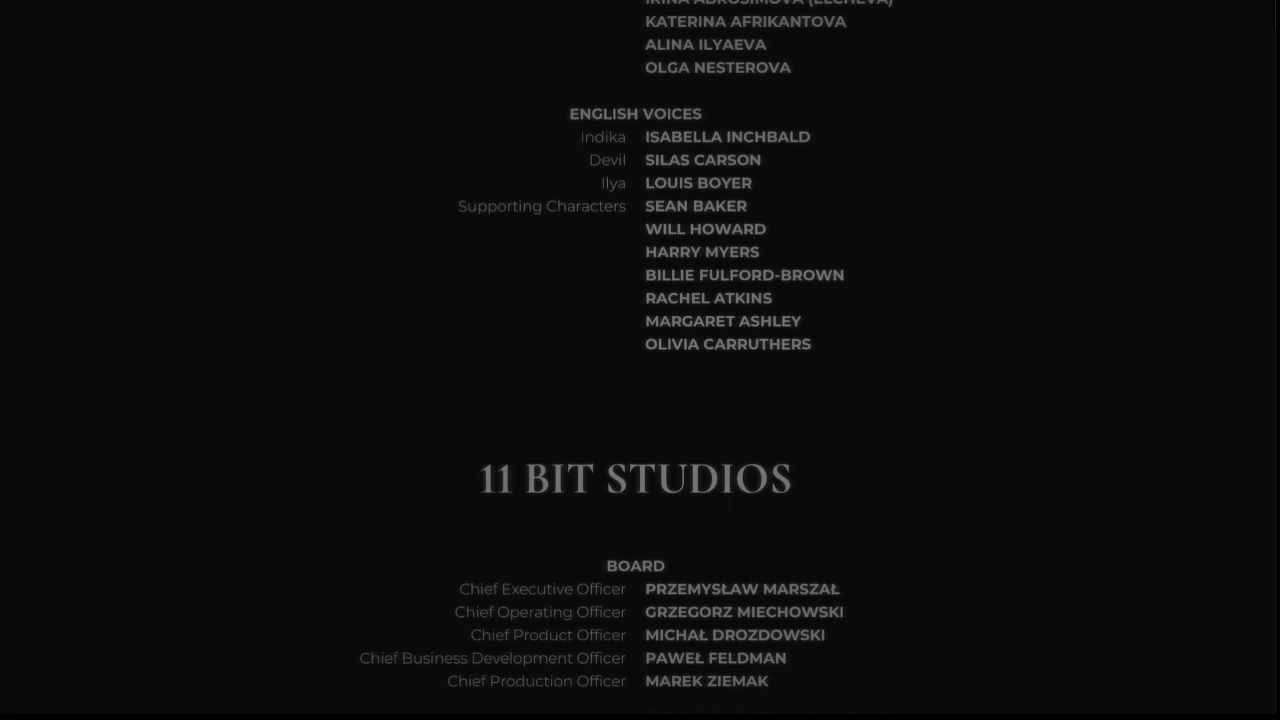 IRINA ABROSIMOVA (LECHEVA)
KATERINA AFRIKANTOVA
ALINA ILYAEVA
OLGA NESTEROVA
ENGLISH VOICES
Indika ISABELLA INCHBALD
Devil SILAS CARSON
Ilya LOUIS BOYER
Supporting Characters SEAN BAKER
WILL HOWARD
HARRY MYERS
BILLIE FULFORD-BROWN
RACHEL ATKINS
MARGARET ASHLEY
OLIVIA CARRUTHERS
11 BIT STUDIOS
BOARD
Chief Executive Officer PRZEMYSŁAW MARSZAŁ
Chief Operating Officer GRZEGORZ MIECHOWSKI
Chief Product Officer MICHAŁ DROZDOWSKI
Chief Business Development Officer PAWEŁ FELDMAN
Chief Production Officer MAREK ZIEMAK